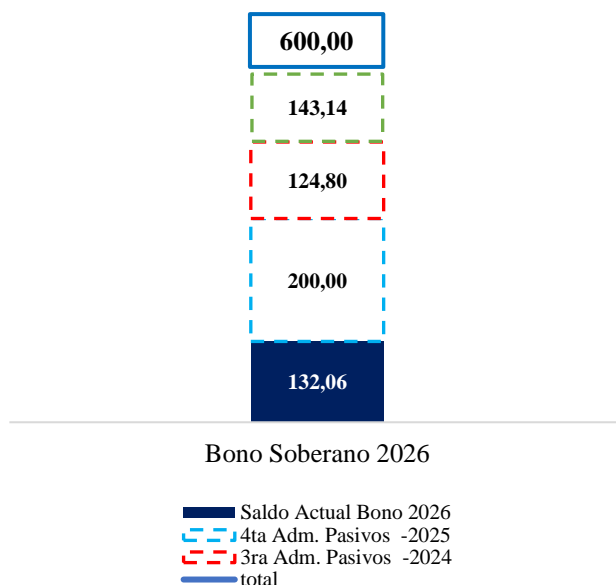 600,00
143,14
124,80
200,00
132,06
Bono Soberano 2026
Saldo Actual Bono 2026
4ta Adm. Pasivos -2025
3ra Adm. Pasivos -2024
total